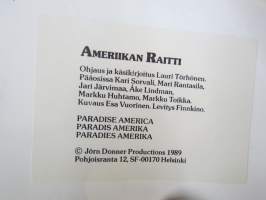 AMERIIKAN RAITTI
Ohjaus ja käsikirjoitus Lauri Törhönen.
Pääosissa Kari Sorvali, Mari Rantasila,
Jari Järvimaa, Åke Lindman,
Markku Huhtamo, Markku Toikka.
Kuvaus Esa Vuorinen. Levitys Finnkino.
PARADISE AMERICA
PARADIS AMERIKA
PARADIES AMERIKA
© Jörn Donner Productions 1989
Pohjoisranta 12, SF-00170 Helsinki